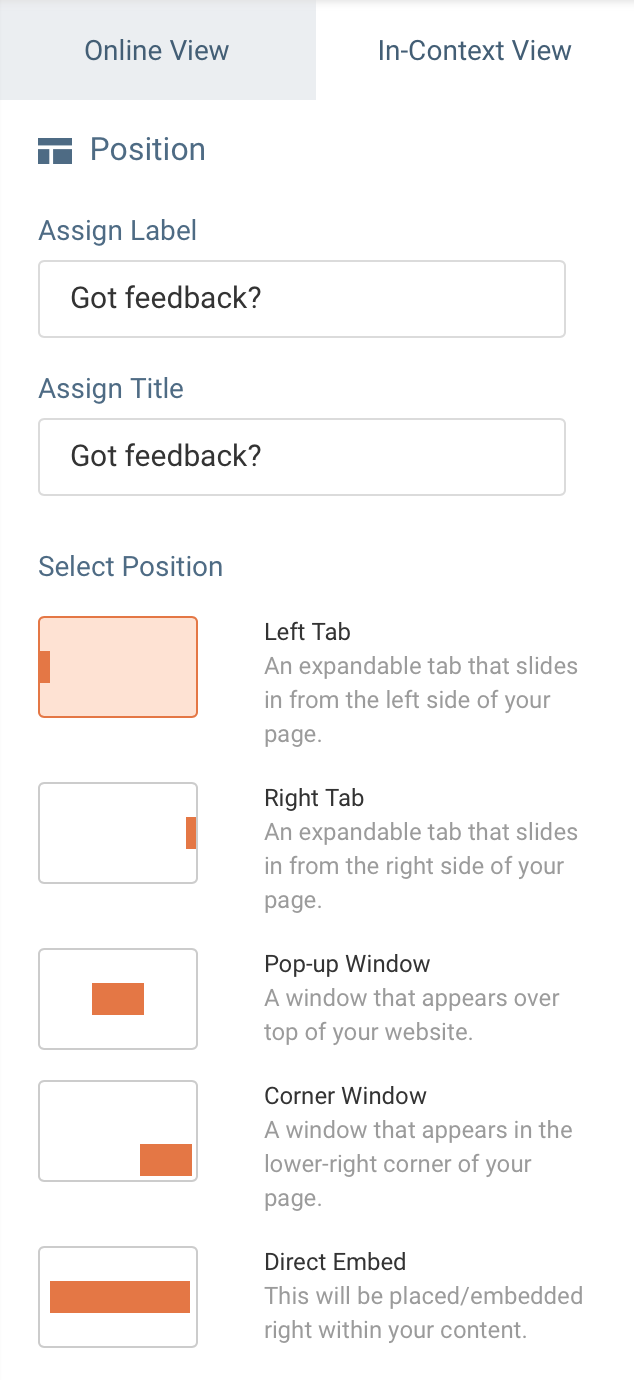 Online View
In-Context View
Position
Assign Label
Got feedback?
Assign Title
Got feedback?
Select Position
Left Tab
An expandable tab that slides
in from the left side of your
page.
Right Tab
An expandable tab that slides
in from the right side of your
page.
Pop-up Window
A window that appears over
top of your website.
Corner Window
A window that appears in the
lower-right corner of your
page.
Direct Embed
This will be placed/embedded
right within your content.